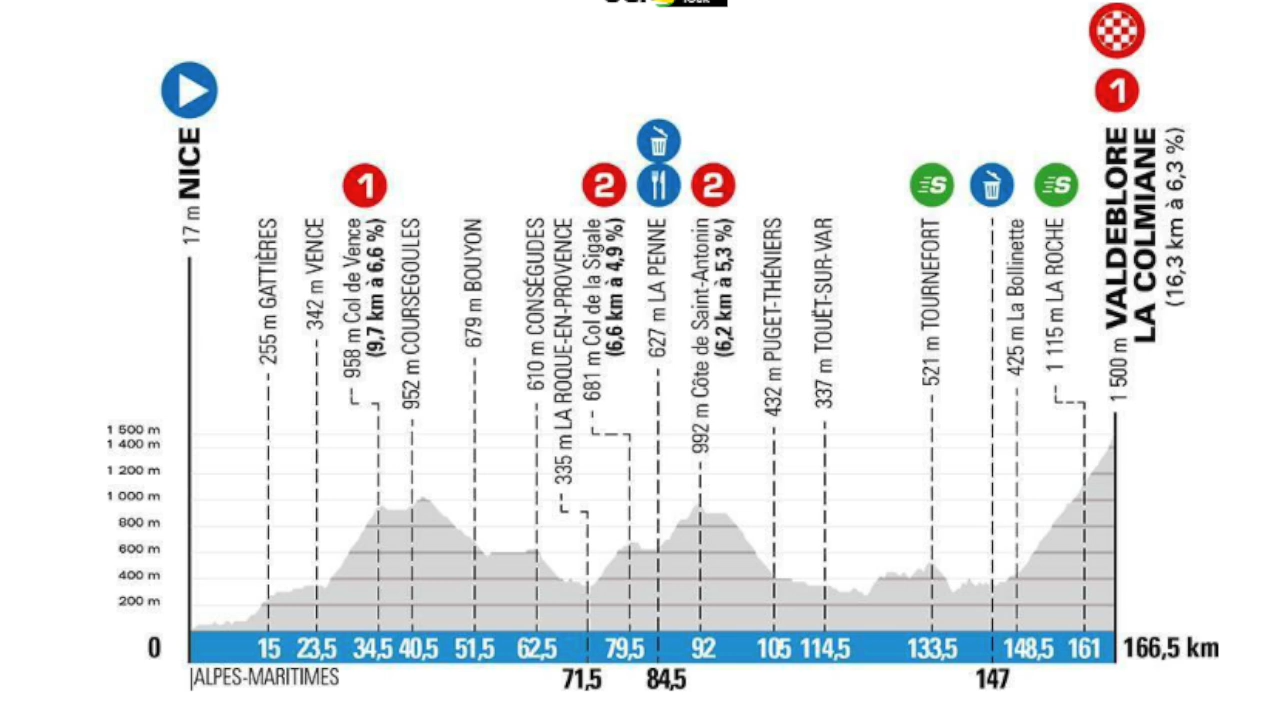 NICE
17 m
255 m GATTIÈRES
342 m VENCE
1
958 m Col de Vence
(9,7 km à 6,6 %)
952 m COURSEGOULES
679 m BOUYON
610 m CONSÉGUDES
335 m LA ROQUE-EN-PROVENCE
2
681 m Col de la Sigale
(6,6 km à 4,9 %)
627 m LA PENNE
2
992 m Côte de Saint-Antonin
(6,2 km à 5,3 %)
432 m PUGET-THÉNIERS
337 m TOUËT-SUR-VAR
S
521 m TOURNEFORT
425 m La Bollinette
S
1 115 m LA ROCHE
1
1 500 m VALDEBLORE
LA COLMIANE
(16,3 km à 6,3 %)
1 500 m
1 400 m
1 200 m
1 000 m
800 m
600 m
400 m
200 m
0 15 23,5 34,5 40,5 51,5 62,5 79,5 92 105 114,5 133,5 148,5 161 166,5 km
ALPES-MARITIMES 71,5 84,5 147